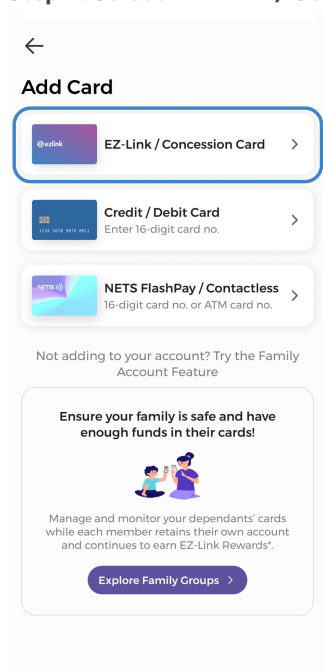 Add Card
ezlink
EZ-Link / Concession Card
Credit / Debit Card
1234 5678 9876 0012
Enter 16-digit card no.
NETS
NETS FlashPay / Contactless
16-digit card no. or ATM card no.
Not adding to your account? Try the Family
Account Feature
Ensure your family is safe and have
enough funds in their cards!
Manage and monitor your dependants' cards
while each member retains their own account
and continues to earn EZ-Link Rewards*.
Explore Family Groups